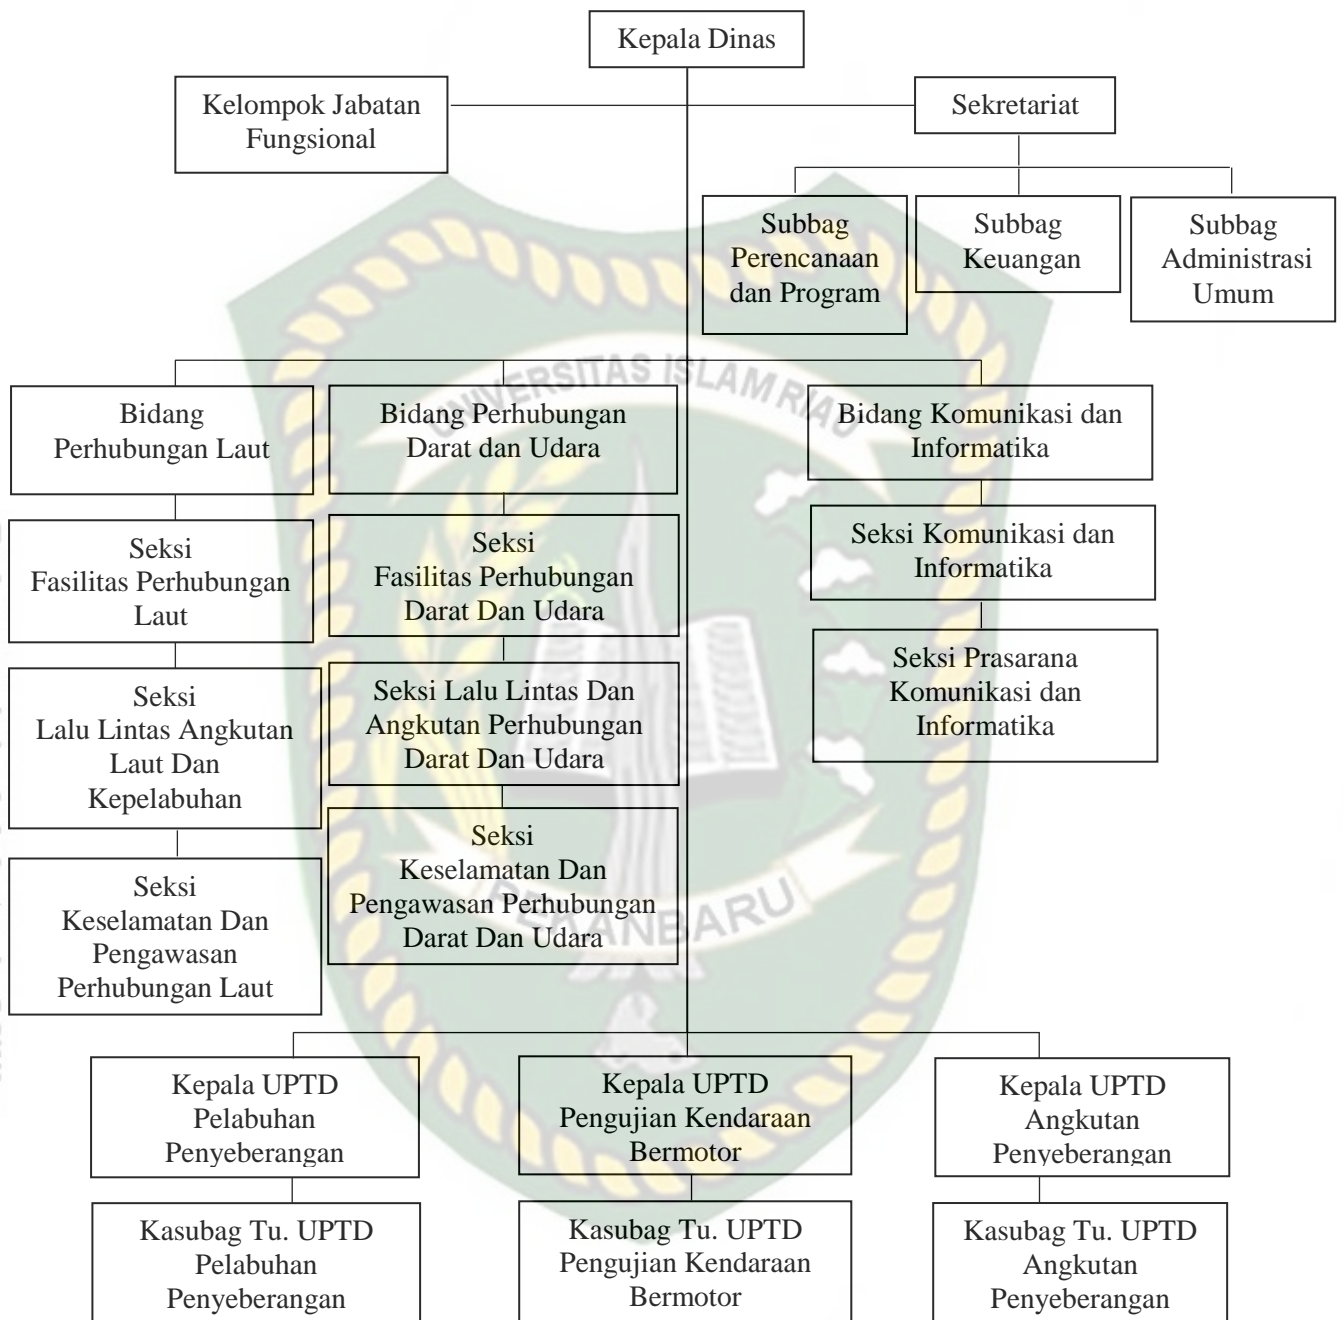 Kepala Dinas
Kelompok Jabatan
Fungsional
Sekretariat
Subbag
Perencanaan
dan Program
Subbag
Keuangan
Subbag
Administrasi
Umum
UNIVERSITAS ISLAM RIAU
Bidang
Perhubungan Laut
Bidang Perhubungan
Darat dan Udara
Bidang Komunikasi dan
Informatika
Seksi
Fasilitas Perhubungan
Laut
Seksi
Fasilitas Perhubungan
Darat Dan Udara
Seksi Komunikasi dan
Informatika
Seksi
Lalu Lintas Angkutan
Laut Dan
Kepelabuhan
Seksi Lalu Lintas Dan
Angkutan Perhubungan
Darat Dan Udara
Seksi Prasarana
Komunikasi dan
Informatika
Seksi
Keselamatan Dan
Pengawasan
Perhubungan Laut
Seksi
Keselamatan Dan
Pengawasan Perhubungan
Darat Dan Udara
PEKANBARU
Kepala UPTD
Pelabuhan
Penyeberangan
Kepala UPTD
Pengujian Kendaraan
Bermotor
Kepala UPTD
Angkutan
Penyeberangan
Kasubag Tu. UPTD
Pelabuhan
Penyeberangan
Kasubag Tu. UPTD
Pengujian Kendaraan
Bermotor
Kasubag Tu. UPTD
Angkutan
Penyeberangan